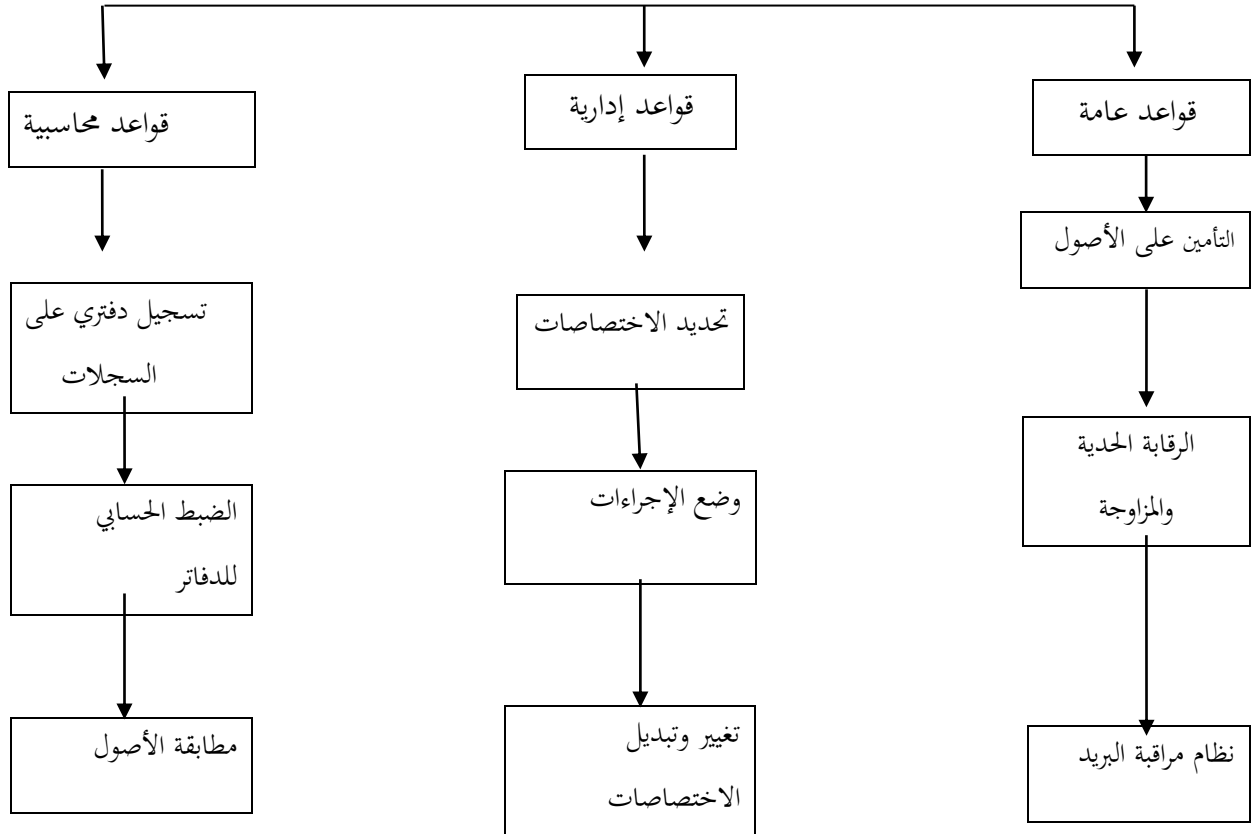 قواعد عامة
قواعد إدارية
قواعد محاسبية
التأمين على الأصول
تحديد الاختصاصات
تسجيل دفتري على
السجلات
الرقابة الحدية
والمزاوجة
وضع الإجراءات
الضبط الحسابي
للدفاتر
نظام مراقبة البريد
تغيير وتبديل
الاختصاصات
مطابقة الأصول